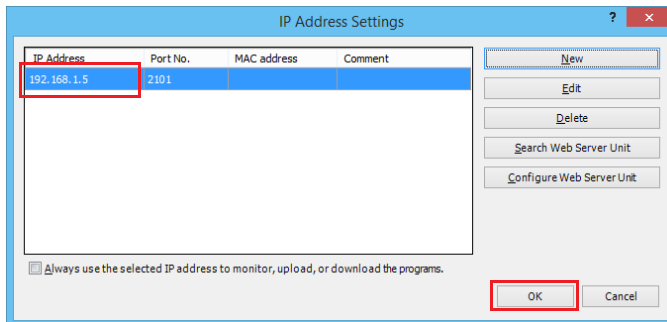 IP Address Settings
?
IP Address Port No. MAC address Comment
192.168.1.5 2101
New
Edit
Delete
Search Web Server Unit
Configure Web Server Unit
Always use the selected IP address to monitor, upload, or download the programs.
OK Cancel